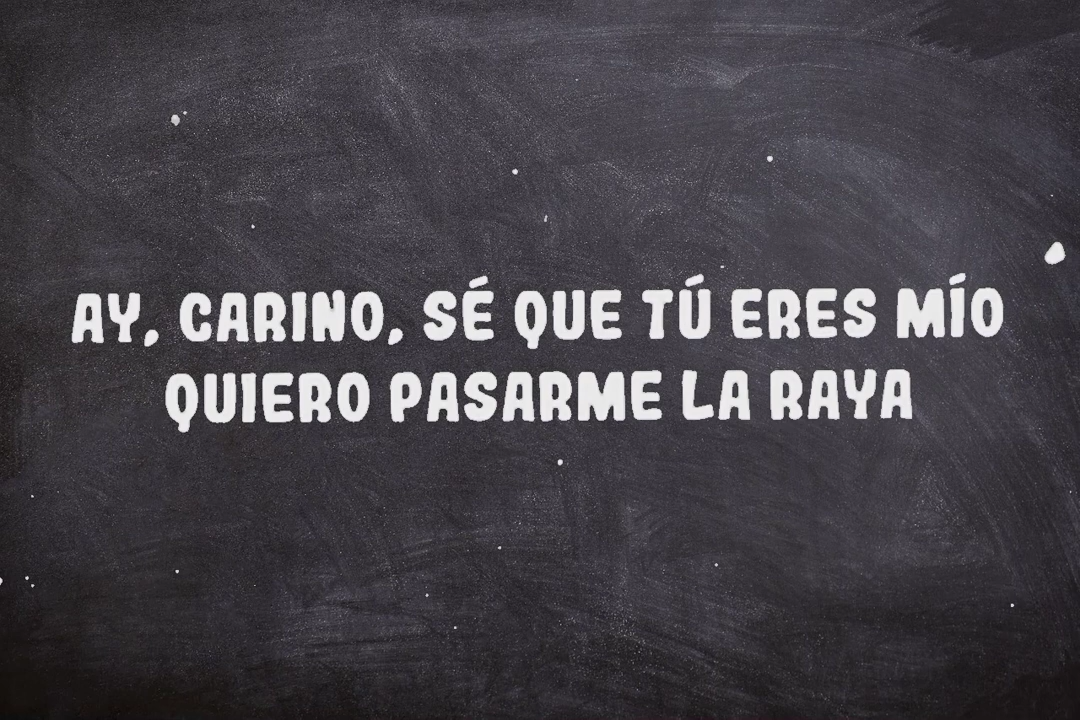 AY, CARINO, SÉ QUE TÚ ERES MÍO
QUIERO PASARME LA RAYA